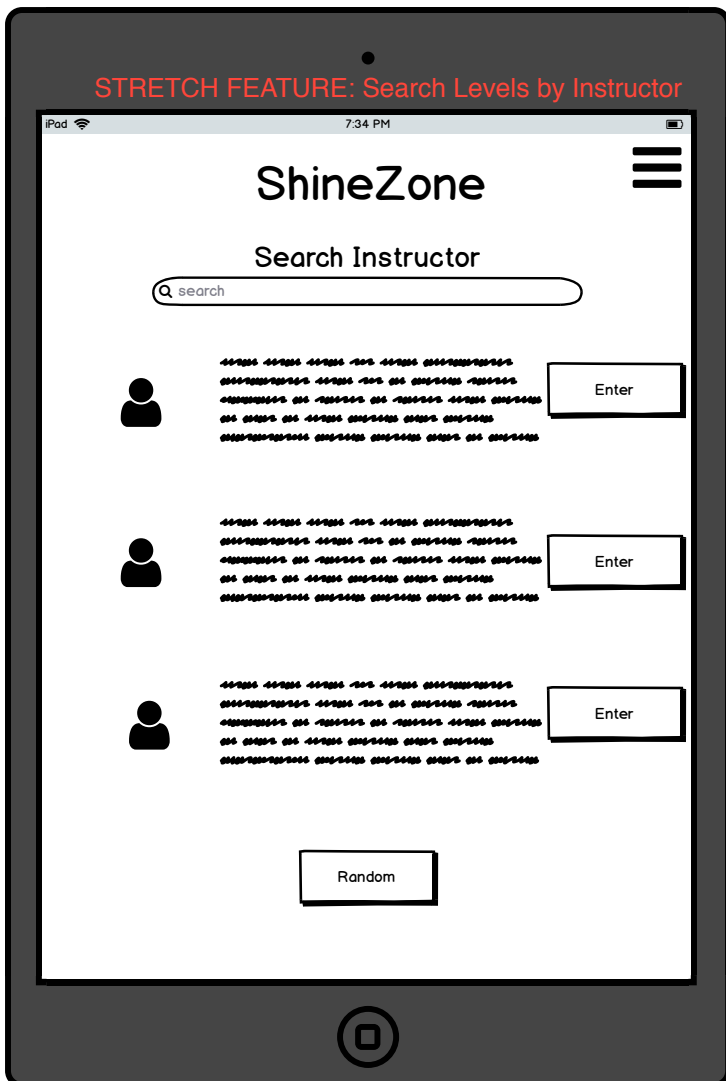 STRETCH FEATURE: Search Levels by Instructor
iPad 7:34 PM
ShineZone
Search Instructor
search
Enter
Enter
Enter
Random